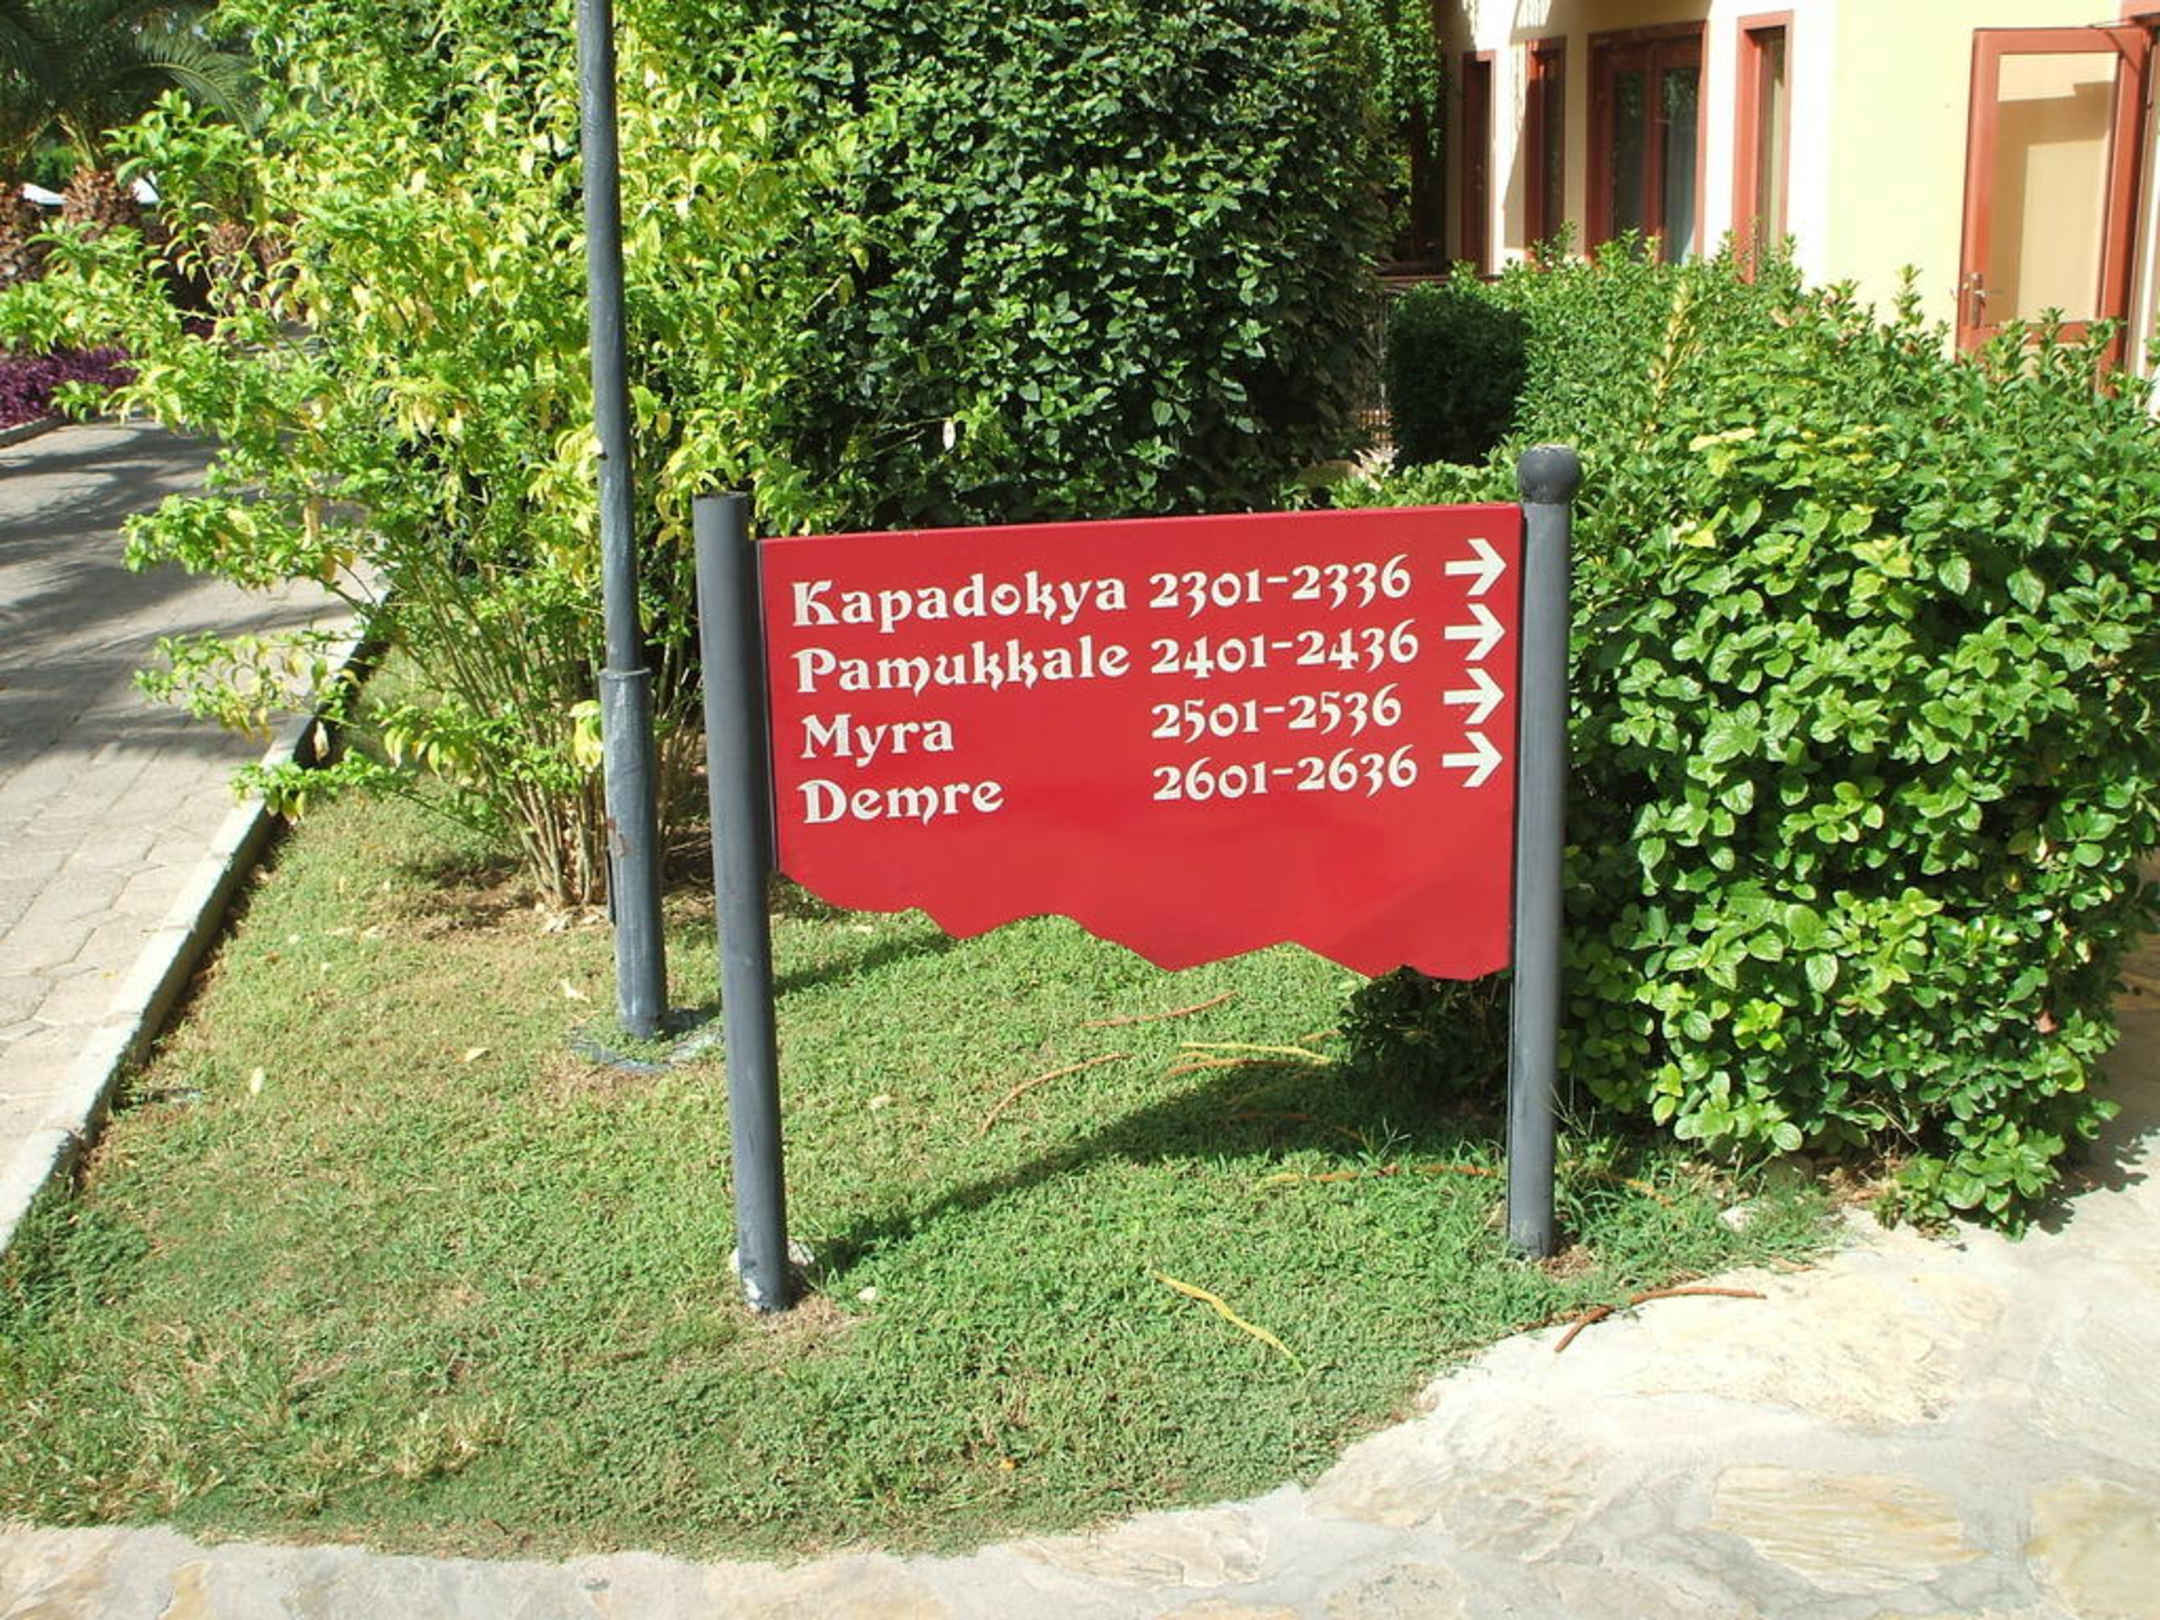 Kapadokya 2301-2336 →
Pamukkale 2401-2436 →
Myra 2501-2536 →
Demre 2601-2636 →